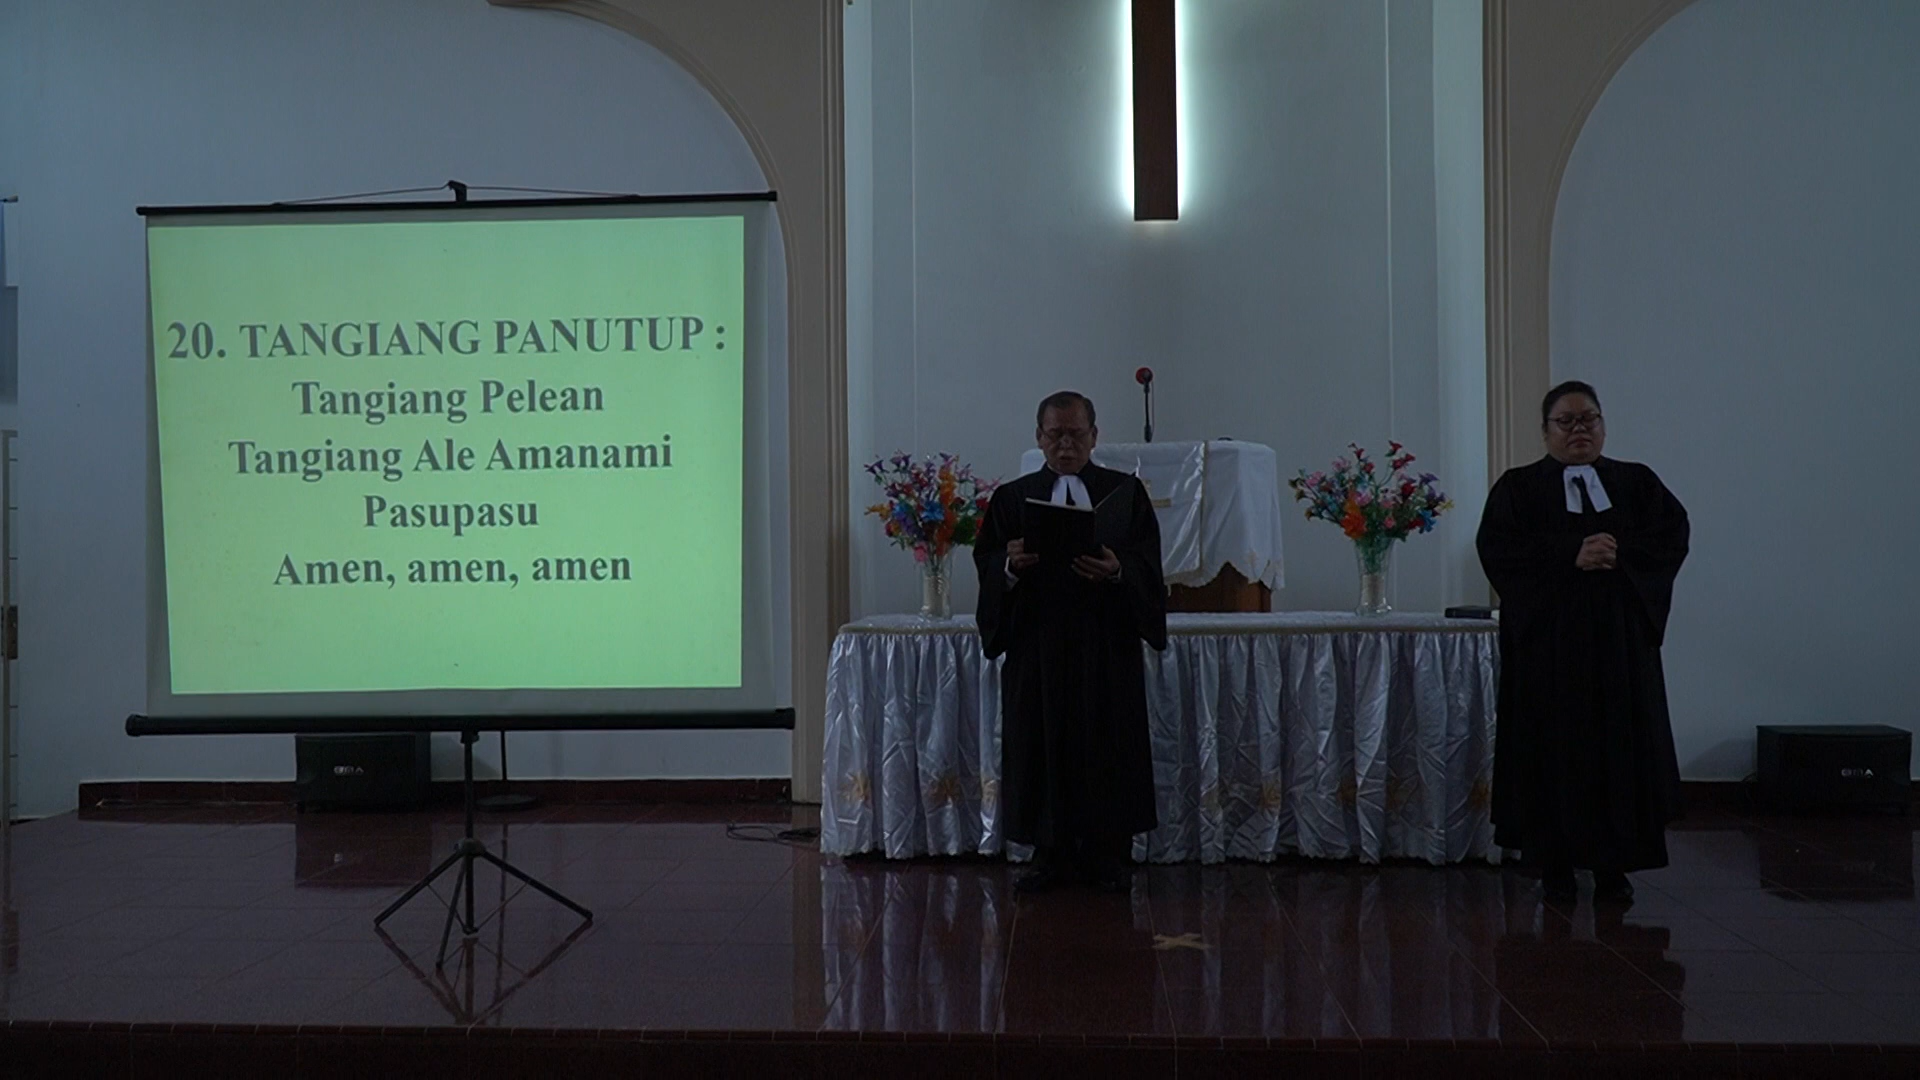 20. TANGIANG PANUTUP :
Tangiang Pelean
Tangiang Ale Amanami
Pasupasu
Amen, amen, amen